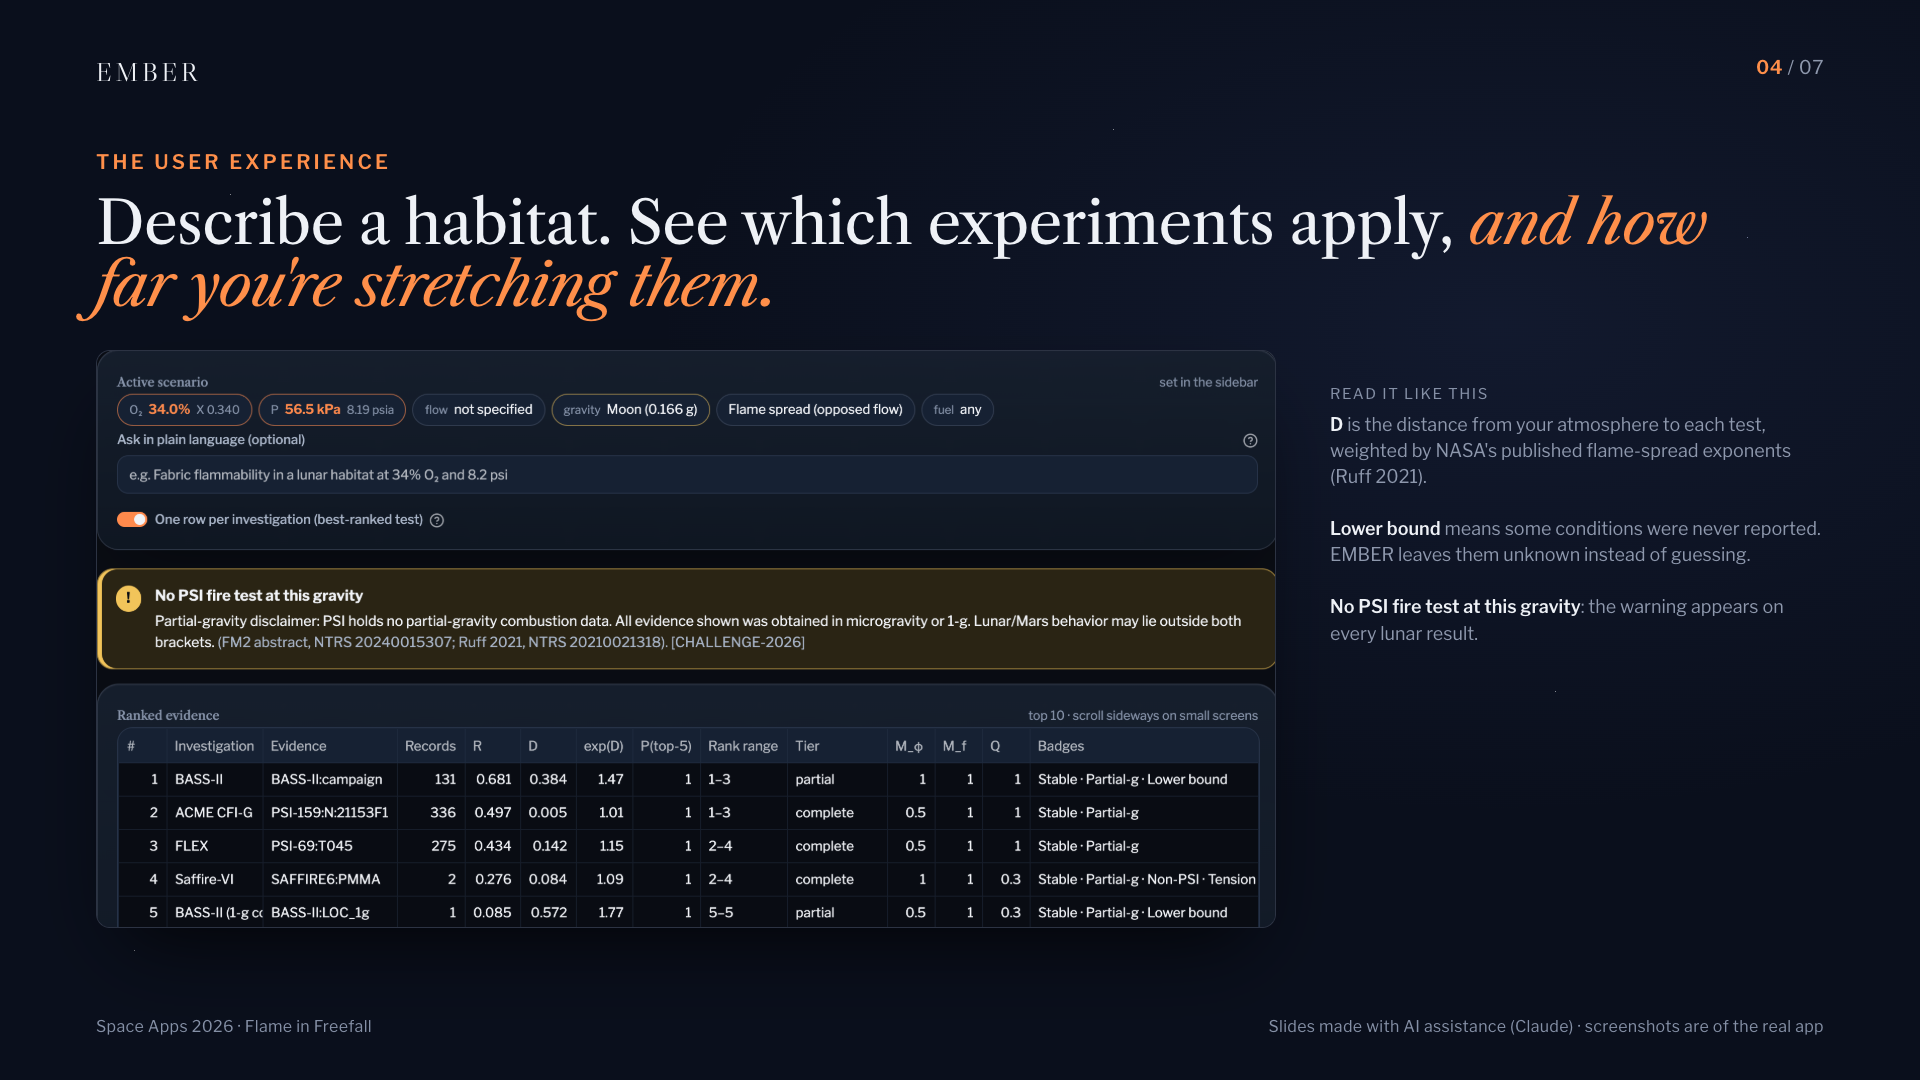 EMBER
04 / 07
THE USER EXPERIENCE
Describe a habitat. See which experiments apply, and how
far you're stretching them.
Active scenario
set in the sidebar
O₂ 34.0% X 0.340
P 56.5 kPa 8.19 psia
flow not specified
gravity Moon (0.166 g)
Flame spread (opposed flow)
fuel any
Ask in plain language (optional)
?
e.g. Fabric flammability in a lunar habitat at 34% O₂ and 8.2 psi
One row per investigation (best-ranked test) ?
!
No PSI fire test at this gravity
Partial-gravity disclaimer: PSI holds no partial-gravity combustion data. All evidence shown was obtained in microgravity or 1-g. Lunar/Mars behavior may lie outside both
brackets. (FM2 abstract, NTRS 20240015307; Ruff 2021, NTRS 20210021318). [CHALLENGE-2026]
Ranked evidence
top 10 · scroll sideways on small screens
# Investigation Evidence Records R D exp(D) P(top-5) Rank range Tier M_ϕ M_f Q Badges
1 BASS-II BASS-II:campaign 131 0.681 0.384 1.47 1 1–3 partial 1 1 1 Stable · Partial-g · Lower bound
2 ACME CFI-G PSI-159:N:21153F1 336 0.497 0.005 1.01 1 1–3 complete 0.5 1 1 Stable · Partial-g
3 FLEX PSI-69:T045 275 0.434 0.142 1.15 1 2–4 complete 0.5 1 1 Stable · Partial-g
4 Saffire-VI SAFFIRE6:PMMA 2 0.276 0.084 1.09 1 2–4 complete 1 1 0.3 Stable · Partial-g · Non-PSI · Tension
5 BASS-II (1-g co BASS-II:LOC_1g 1 0.085 0.572 1.77 1 5–5 partial 0.5 1 0.3 Stable · Partial-g · Lower bound
READ IT LIKE THIS
D is the distance from your atmosphere to each test,
weighted by NASA's published flame-spread exponents
(Ruff 2021).
Lower bound means some conditions were never reported.
EMBER leaves them unknown instead of guessing.
No PSI fire test at this gravity: the warning appears on
every lunar result.
Space Apps 2026 · Flame in Freefall
Slides made with AI assistance (Claude) · screenshots are of the real app